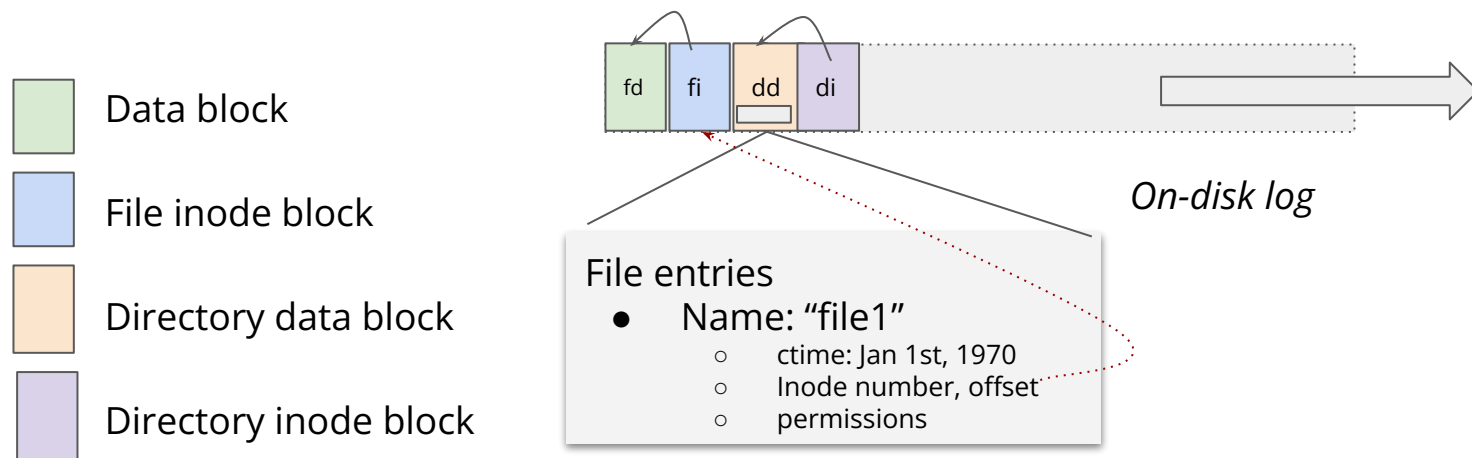 Data block
File inode block
Directory data block
Directory inode block
fd
fi
dd
di
On-disk log
File entries
● Name: “file1”
○ ctime: Jan 1st, 1970
○ Inode number, offset
○ permissions